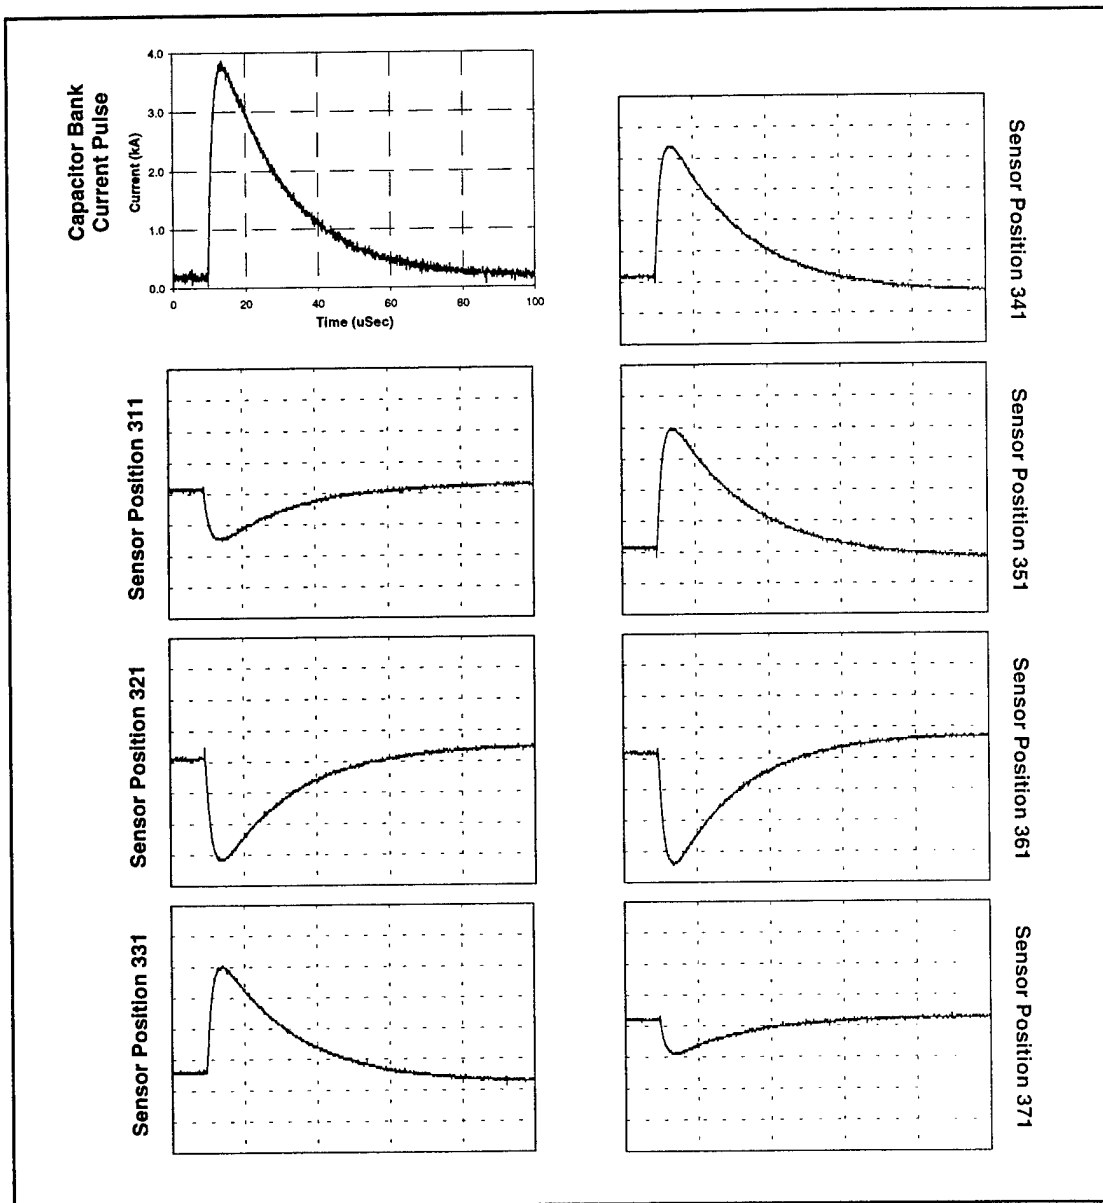 Capacitor Bank
Current Pulse
Current (kA)
4.0
3.0
2.0
1.0
0.0
0
20
40
60
80
100
Time (uSec)
Sensor Position 311
Sensor Position 321
Sensor Position 331
Sensor Position 341
Sensor Position 351
Sensor Position 361
Sensor Position 371